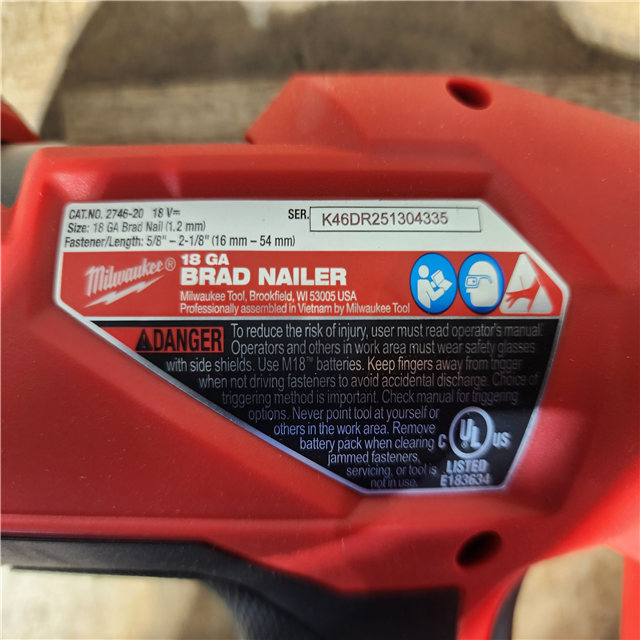 CAT.NO. 2746-20 18 V⎓
SER. K46DR251304335
Size: 18 GA Brad Nail (1.2 mm)
Fastener/Length: 5/8" – 2-1/8" (16 mm – 54 mm)
Milwaukee®
18 GA
BRAD NAILER
Milwaukee Tool, Brookfield, WI 53005 USA
Professionally assembled in Vietnam by Milwaukee Tool
DANGER To reduce the risk of injury, user must read operator's manual.
Operators and others in work area must wear safety glasses
with side shields. Use M18™ batteries. Keep fingers away from trigger
when not driving fasteners to avoid accidental discharge. Choice of
triggering method is important. Check manual for triggering
options. Never point tool at yourself or
others in the work area. Remove
battery pack when clearing
jammed fasteners,
servicing, or tool is
not in use.
C UL US
LISTED
E183634